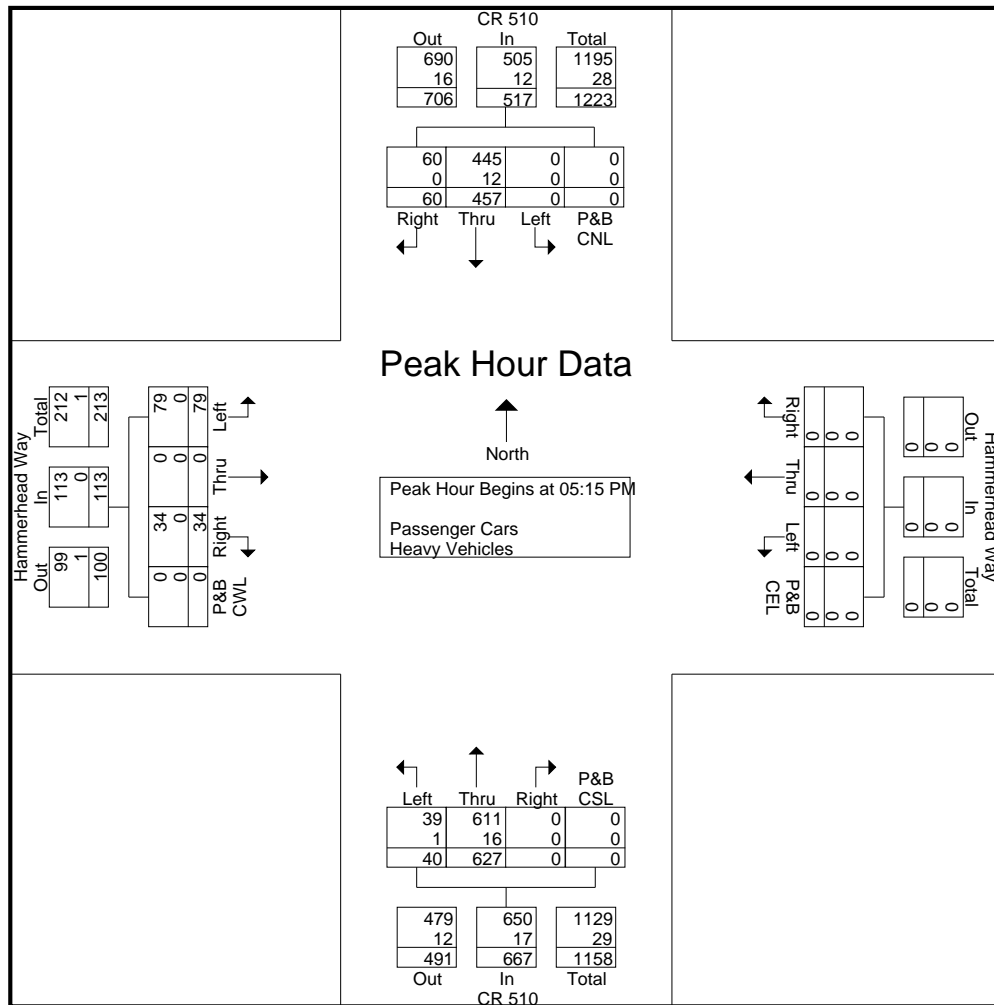 CR 510
Out In Total
690 505 1195
16 12 28
706 517 1223
60 445 0 0
0 12 0 0
60 457 0 0
Right Thru Left P&B
CNL
Peak Hour Data
North
Peak Hour Begins at 05:15 PM
Passenger Cars
Heavy Vehicles
Hammerhead Way
Out In Total
99 113 212
1 0 1
100 113 213
0 34 0 79
0 0 0 0
0 34 0 79
P&B Right Thru Left
CWL
Hammerhead Way
Out In Total
0 0 0
0 0 0
0 0 0
Right Thru Left P&B
CEL
0 0 0 0
0 0 0 0
0 0 0 0
Left Thru Right P&B
CSL
39 611 0 0
1 16 0 0
40 627 0 0
479 650 1129
12 17 29
491 667 1158
Out In Total
CR 510